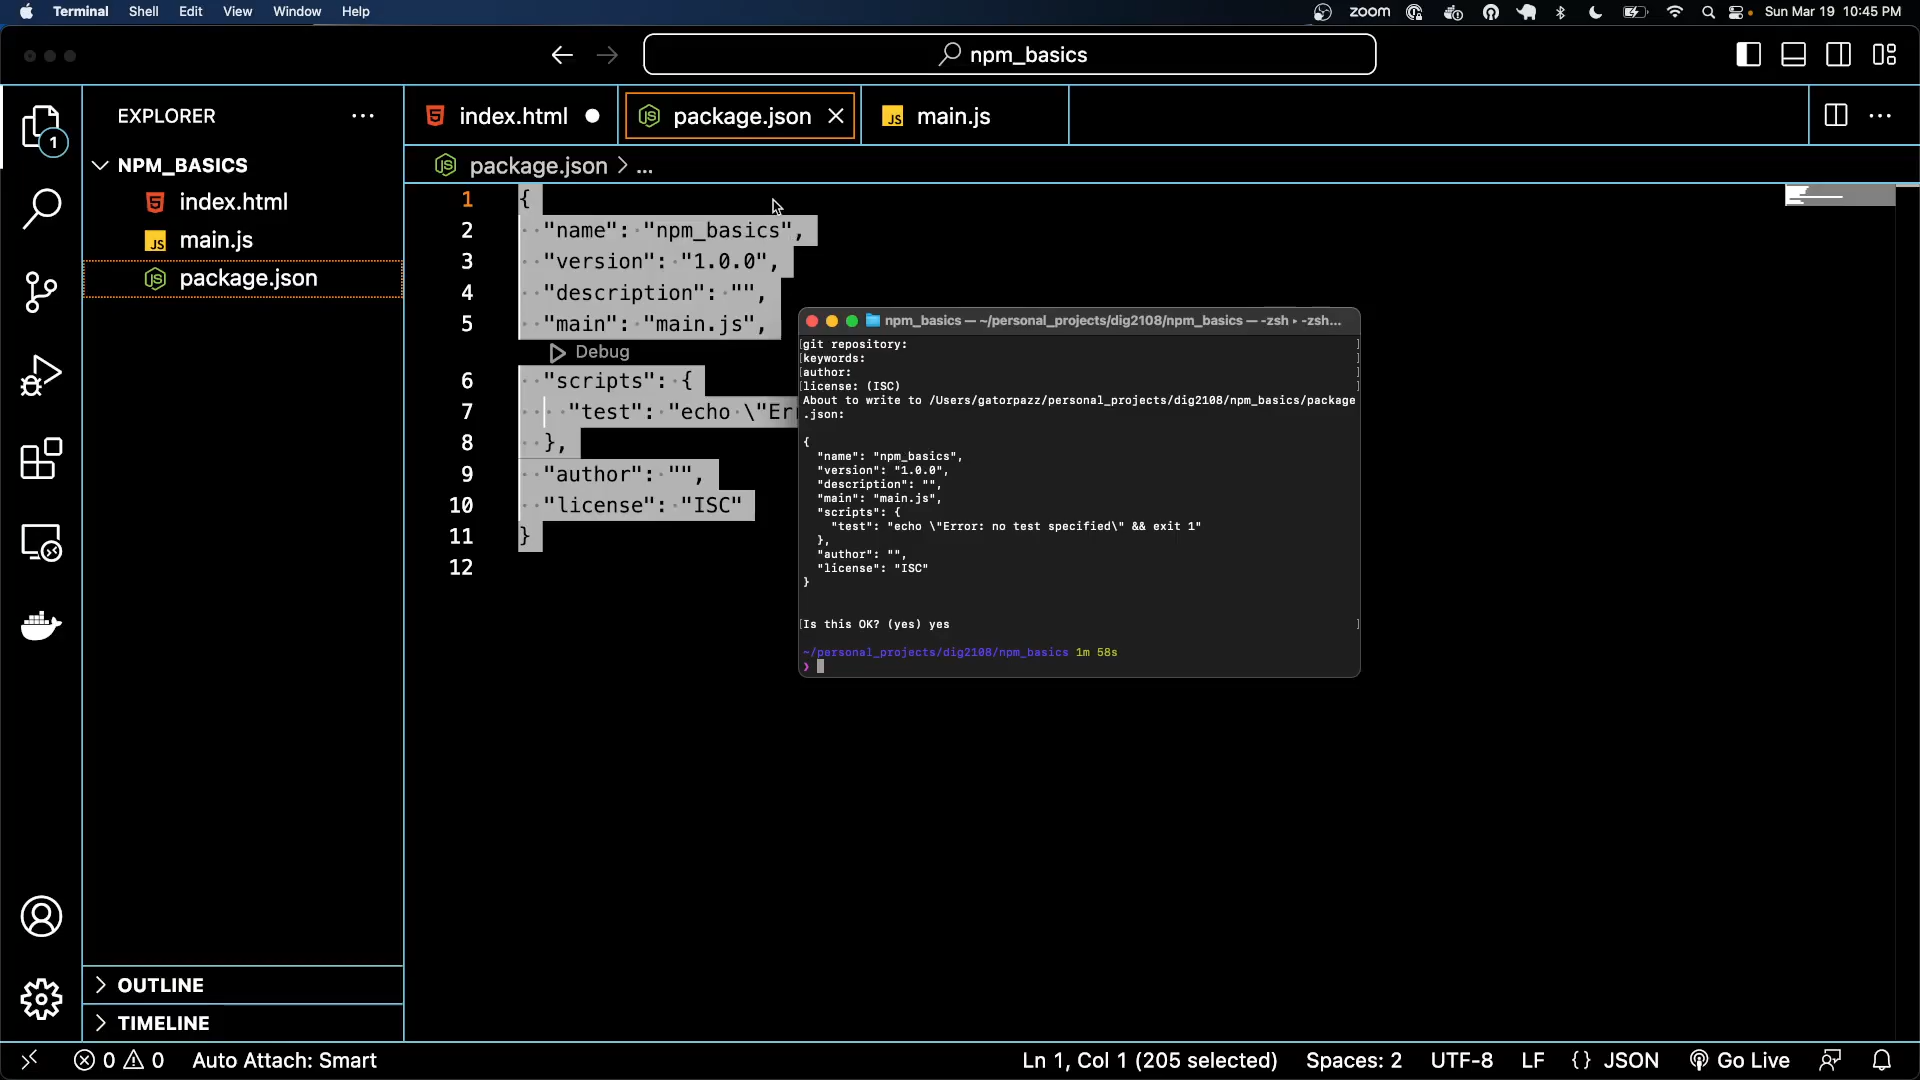 Terminal Shell Edit View Window Help zoom Sun Mar 19 10:45 PM
npm_basics
EXPLORER
NPM_BASICS
index.html
main.js
package.json
OUTLINE
TIMELINE
1
index.html package.json main.js
package.json > ...
1 {
2 "name": "npm_basics",
3 "version": "1.0.0",
4 "description": "",
5 "main": "main.js",
Debug
6 "scripts": {
7 "test": "echo \"Err
8 },
9 "author": "",
10 "license": "ISC"
11 }
12
npm_basics — ~/personal_projects/dig2108/npm_basics — -zsh ▸ -zsh...
[git repository: ]
[keywords: ]
[author: ]
[license: (ISC) ]
About to write to /Users/gatorpazz/personal_projects/dig2108/npm_basics/package
.json:
{
"name": "npm_basics",
"version": "1.0.0",
"description": "",
"main": "main.js",
"scripts": {
"test": "echo \"Error: no test specified\" && exit 1"
},
"author": "",
"license": "ISC"
}
[Is this OK? (yes) yes ]
~/personal_projects/dig2108/npm_basics 1m 58s
❯
0 0 Auto Attach: Smart Ln 1, Col 1 (205 selected) Spaces: 2 UTF-8 LF {} JSON Go Live